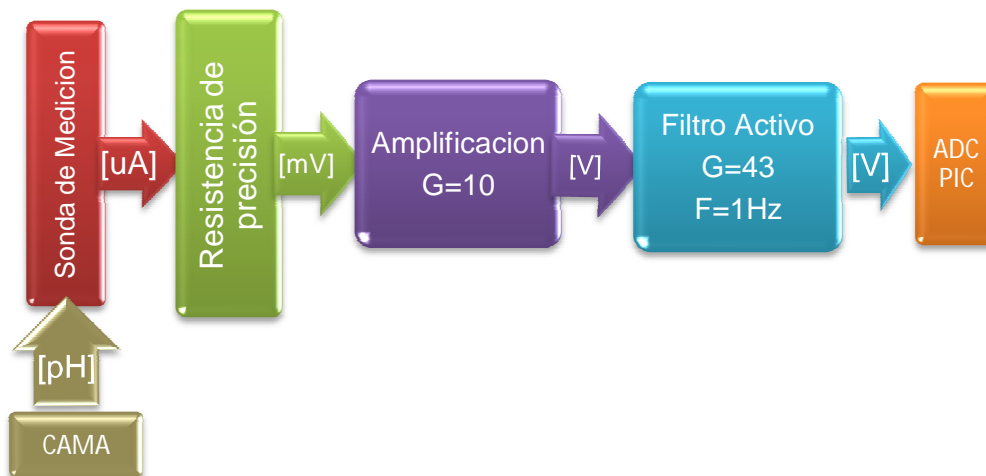 Sonda de Medicion
[uA]
Resistencia de
precisión
[mV]
Amplificacion
G=10
[V]
Filtro Activo
G=43
F=1Hz
[V]
ADC
PIC
[pH]
CAMA